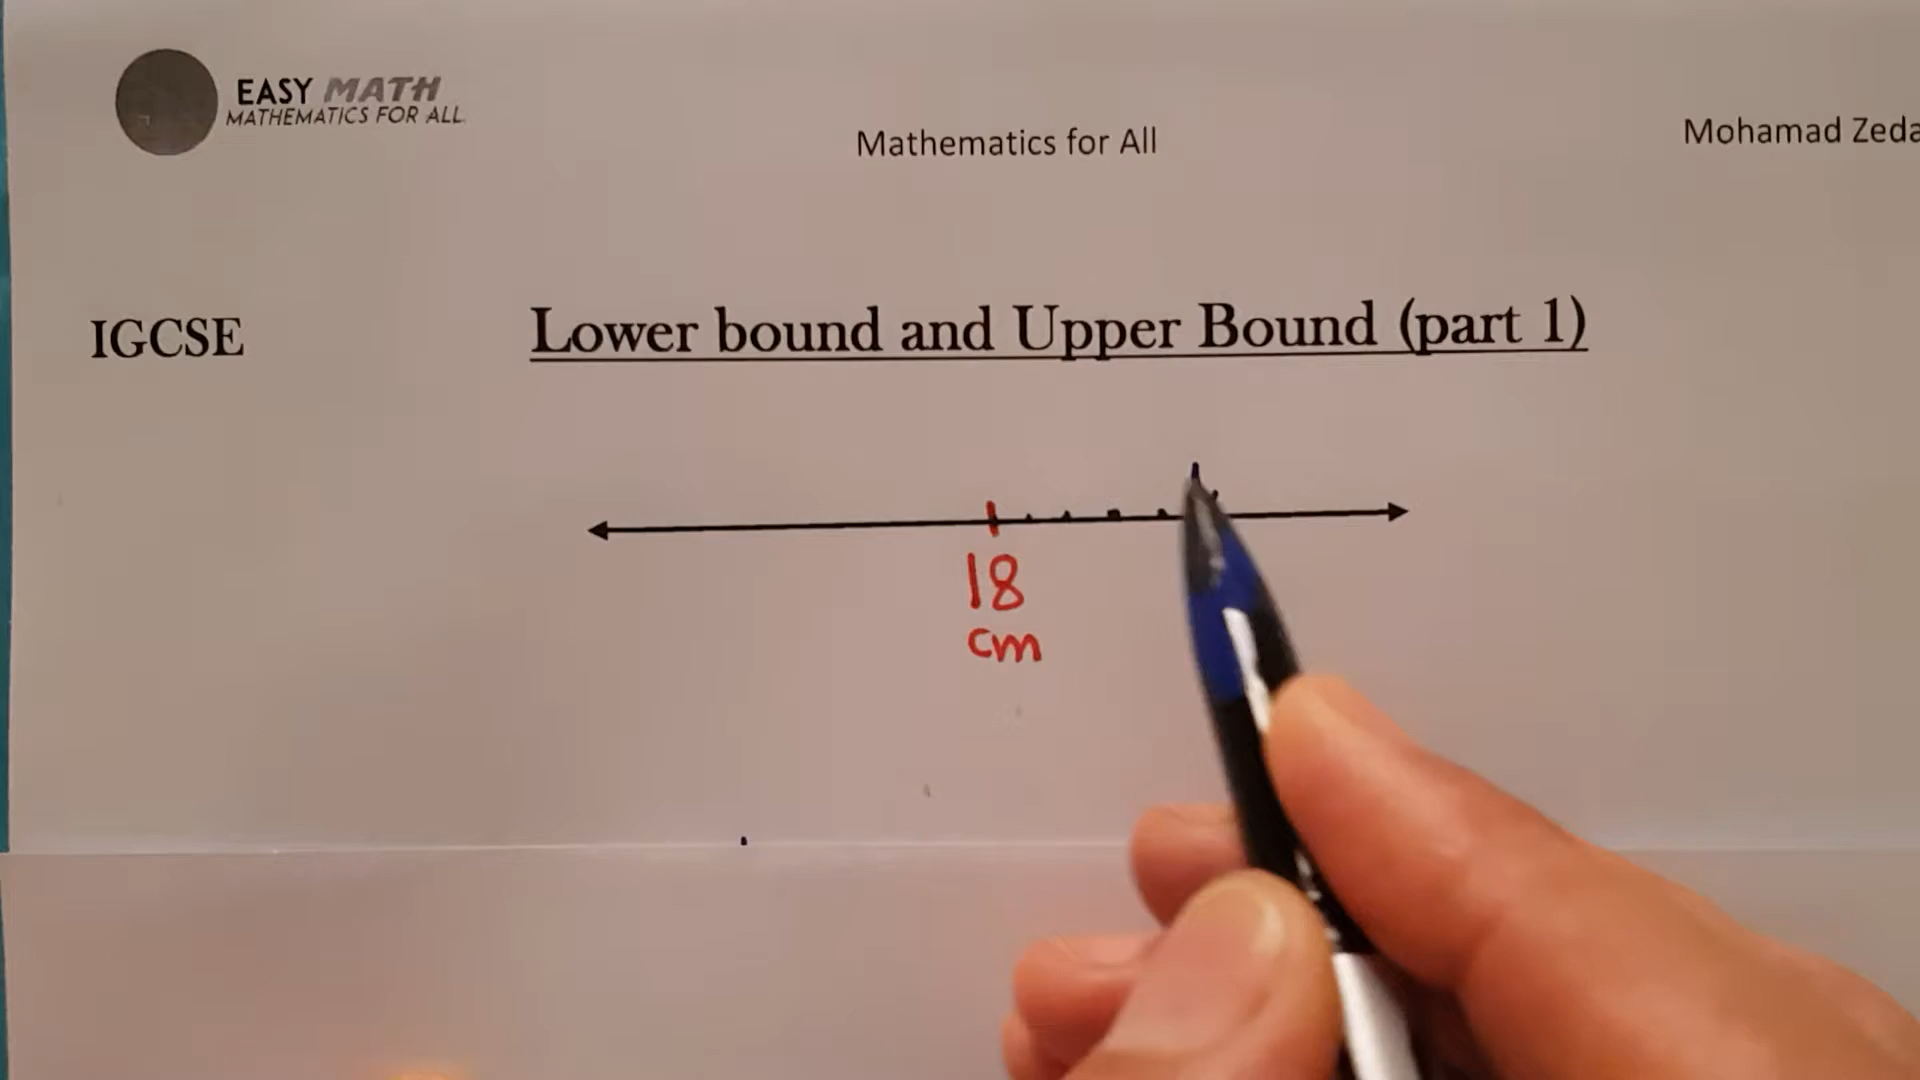 EASY MATH
MATHEMATICS FOR ALL
Mathematics for All
Mohamad
IGCSE
Lower bound and Upper Bound (part 1)
18
cm